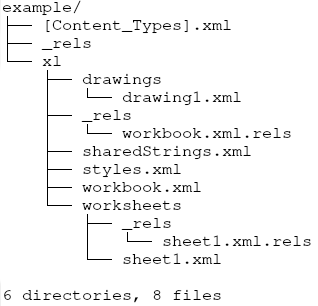 example/
├── [Content_Types].xml
├── _rels
└── xl
    ├── drawings
    │   └── drawing1.xml
    ├── _rels
    │   └── workbook.xml.rels
    ├── sharedStrings.xml
    ├── styles.xml
    ├── workbook.xml
    └── worksheets
        ├── _rels
        │   └── sheet1.xml.rels
        └── sheet1.xml

6 directories, 8 files